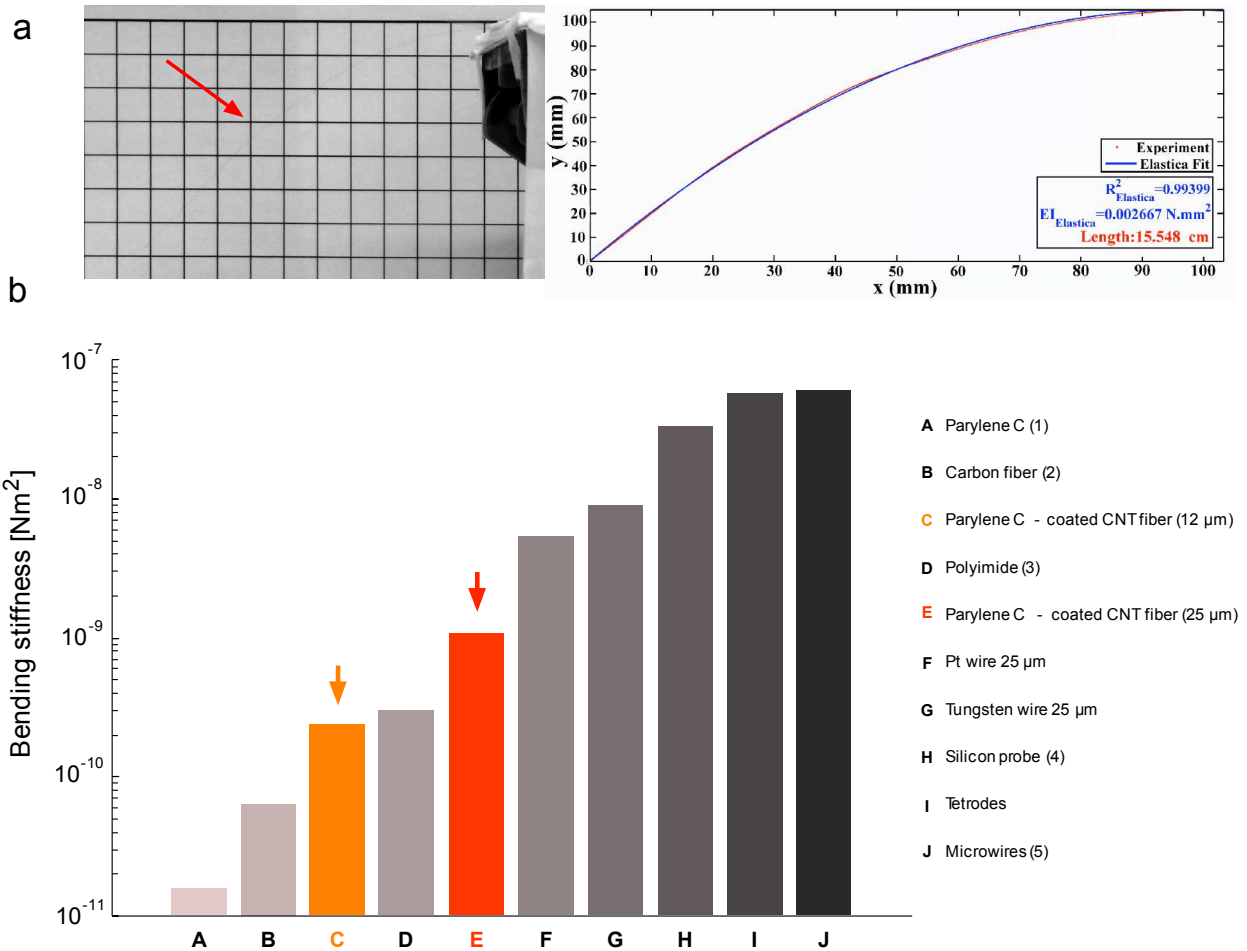 a
105
100
90
80
70
60
50
40
30
20
10
0
y (mm)
0 10 20 30 40 50 60 70 80 90 100
x (mm)
Experiment
Elastica Fit
R²Elastica=0.99399
EIElastica=0.002667 N.mm²
Length:15.548 cm
b
Bending stiffness [Nm²]
10⁻⁷
10⁻⁸
10⁻⁹
10⁻¹⁰
10⁻¹¹
A B C D E F G H I J
A Parylene C (1)
B Carbon fiber (2)
C Parylene C - coated CNT fiber (12 µm)
D Polyimide (3)
E Parylene C - coated CNT fiber (25 µm)
F Pt wire 25 µm
G Tungsten wire 25 µm
H Silicon probe (4)
I Tetrodes
J Microwires (5)